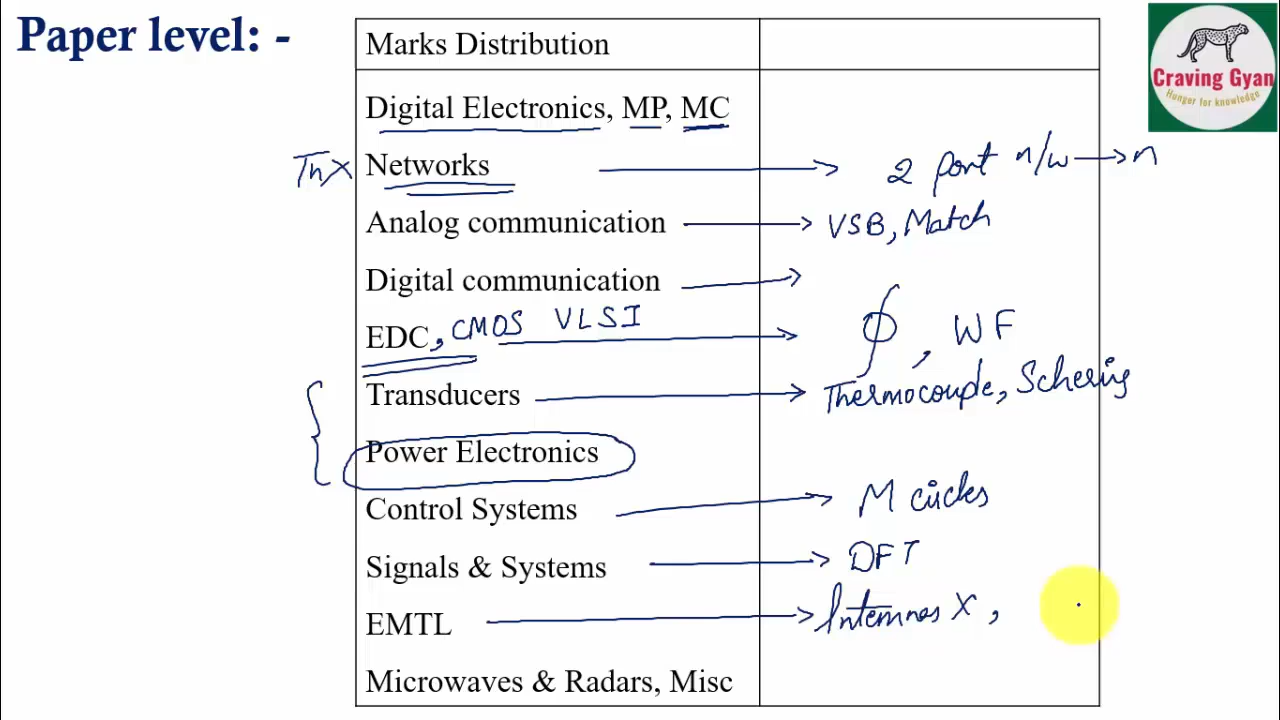 Paper level: -
Marks Distribution
Craving Gyan
Hunger for knowledge
Digital Electronics, MP, MC
Tnx Networks → 2 port n/w → n
Analog communication → VSB, Match
Digital communication →
EDC, CMOS VLSI → ∮, WF
Transducers → Thermocouple, Schering
Power Electronics
Control Systems → M circles
Signals & Systems → DFT
EMTL → Antennas X,
Microwaves & Radars, Misc